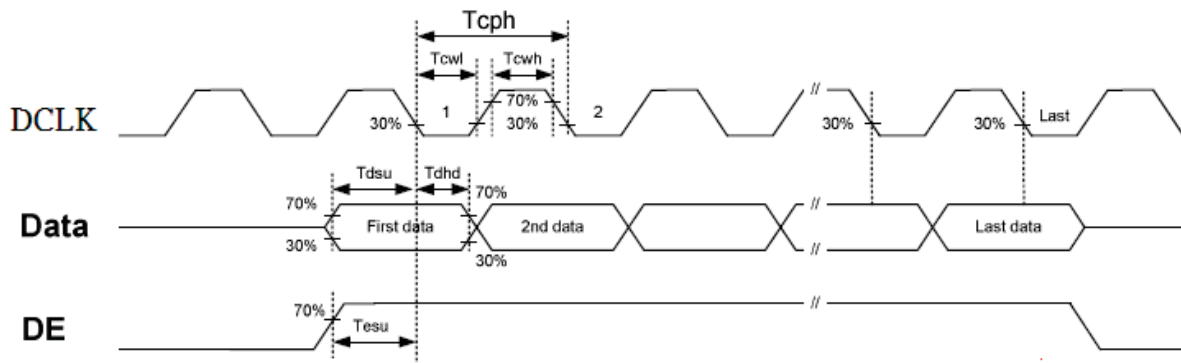 Tcph
Tcwl Tcwh
DCLK 30% 1 70% 30% 2 // 30% 30% Last
Tdsu Tdhd
70% 70%
Data First data 2nd data // // Last data
30% 30%
70% //
DE Tesu